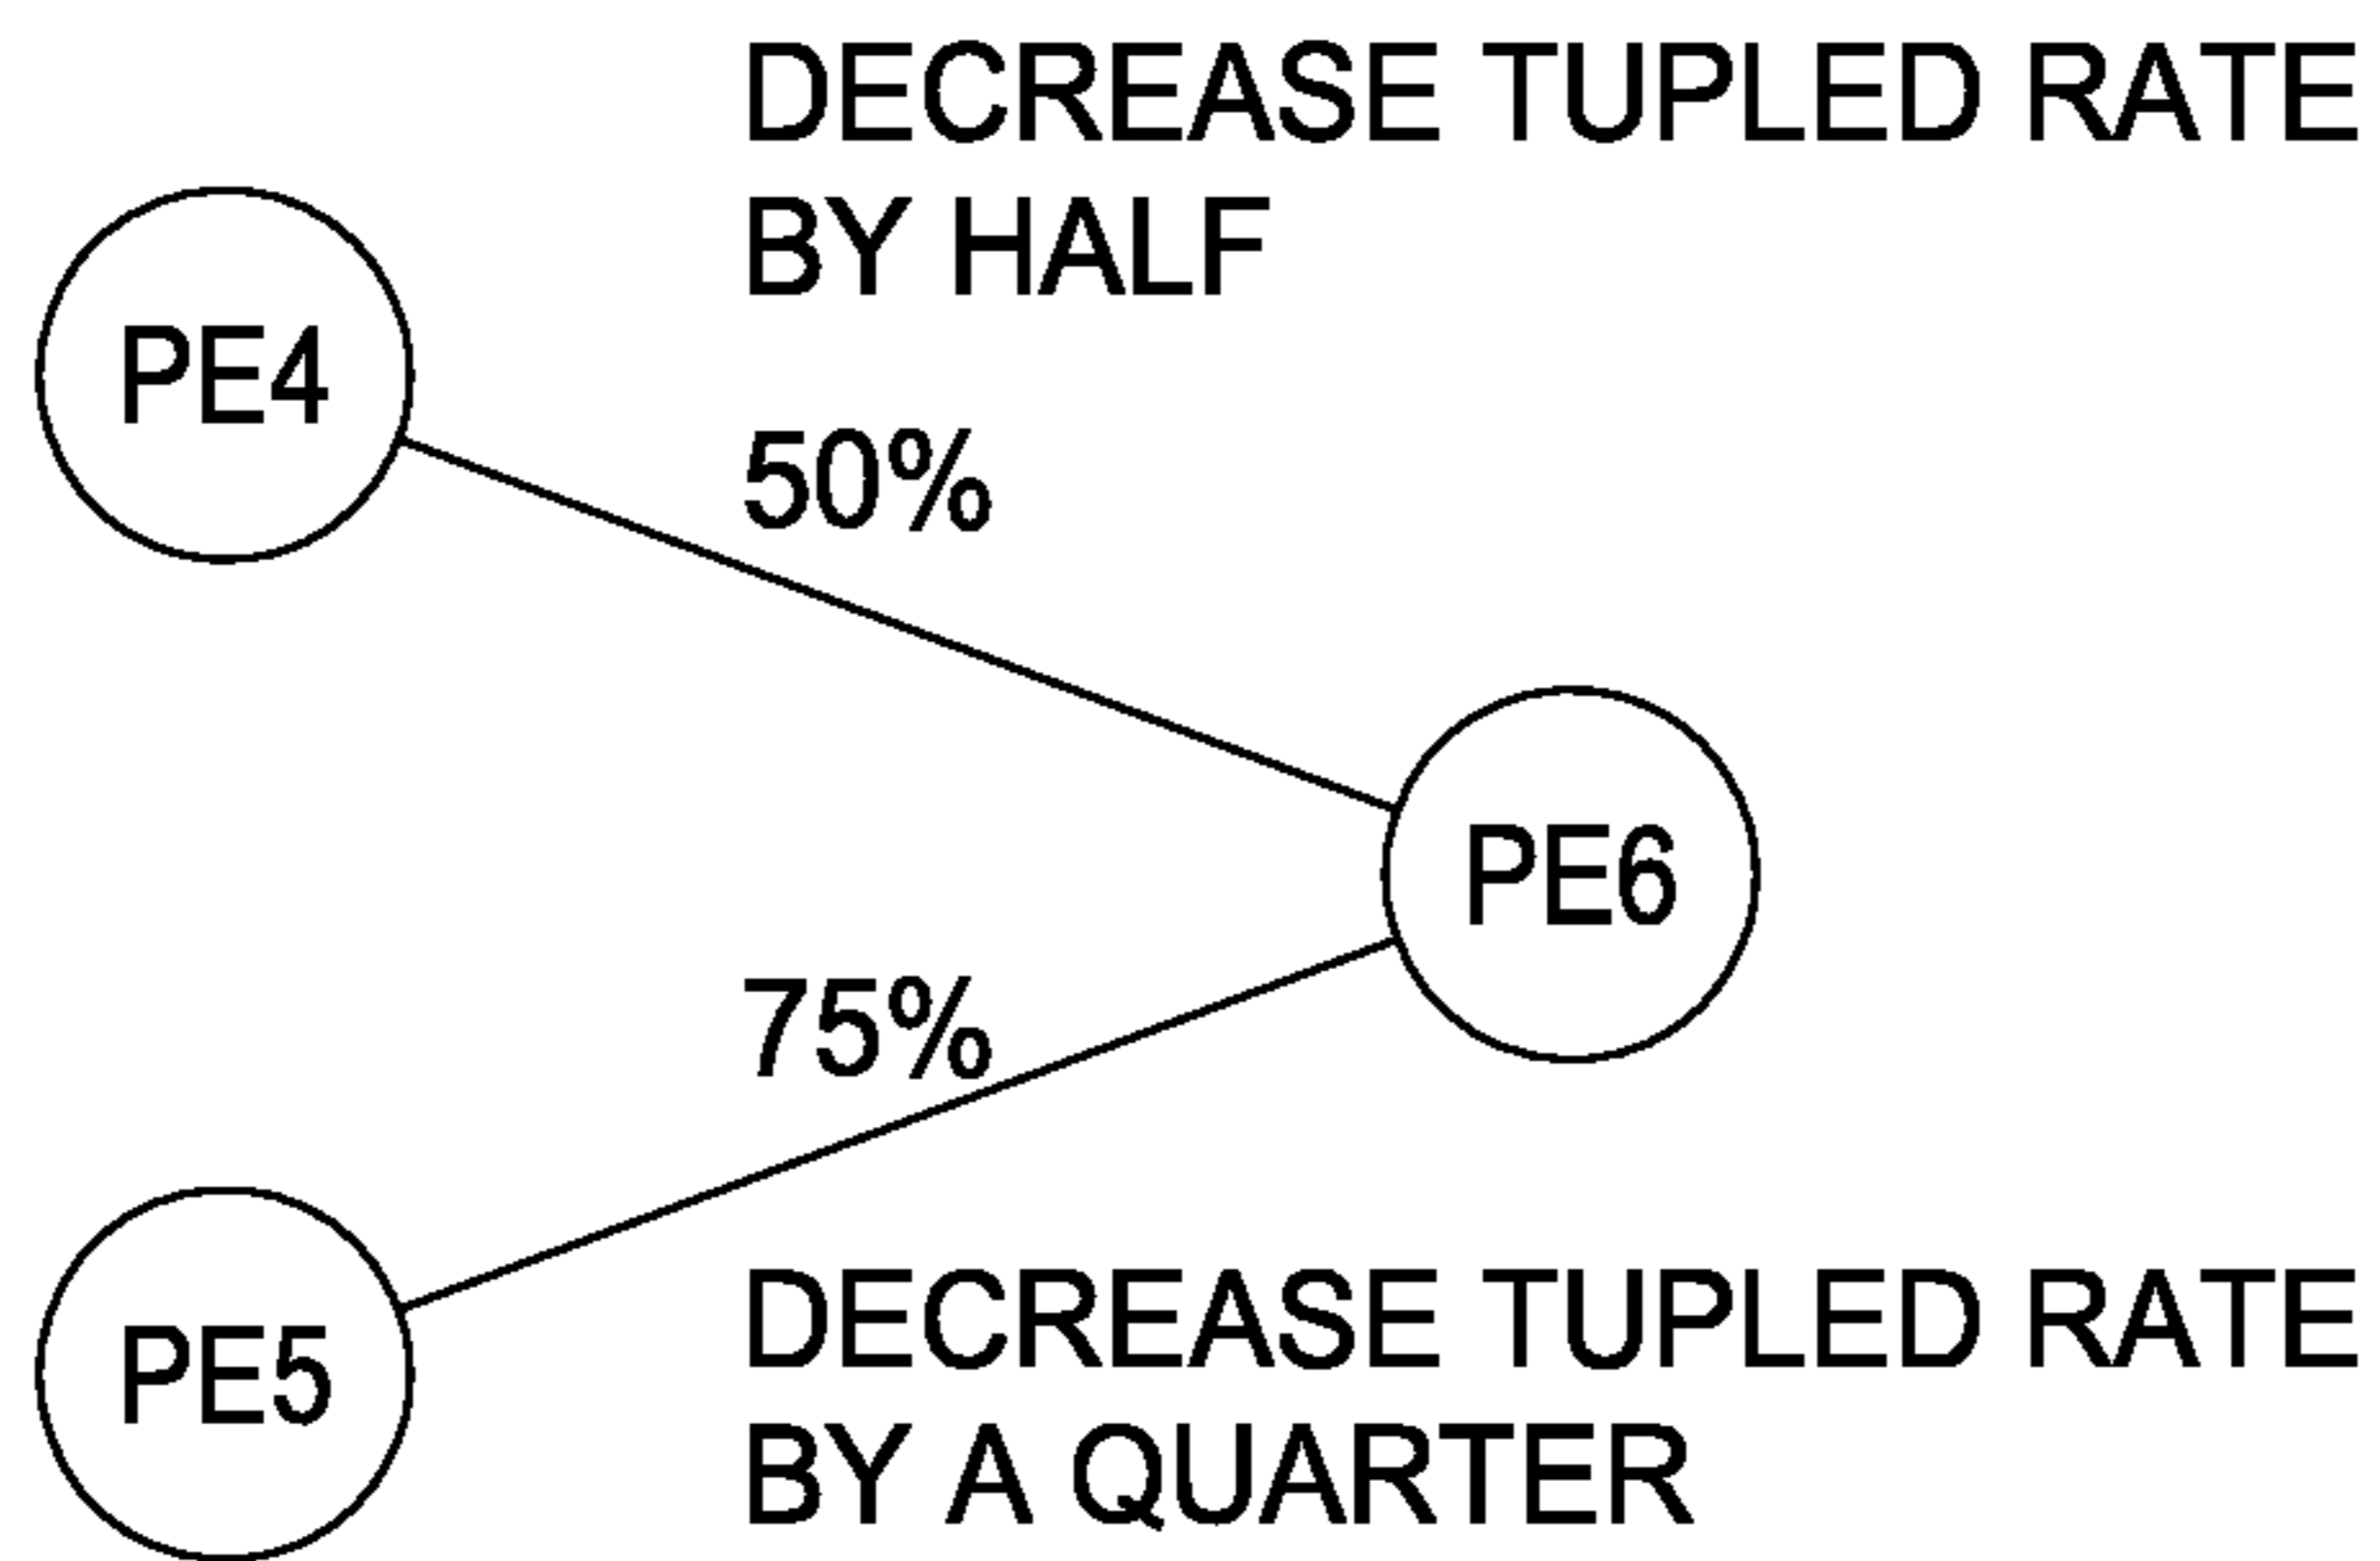 DECREASE TUPLED RATE
BY HALF
PE4
50%
PE6
75%
PE5
DECREASE TUPLED RATE
BY A QUARTER